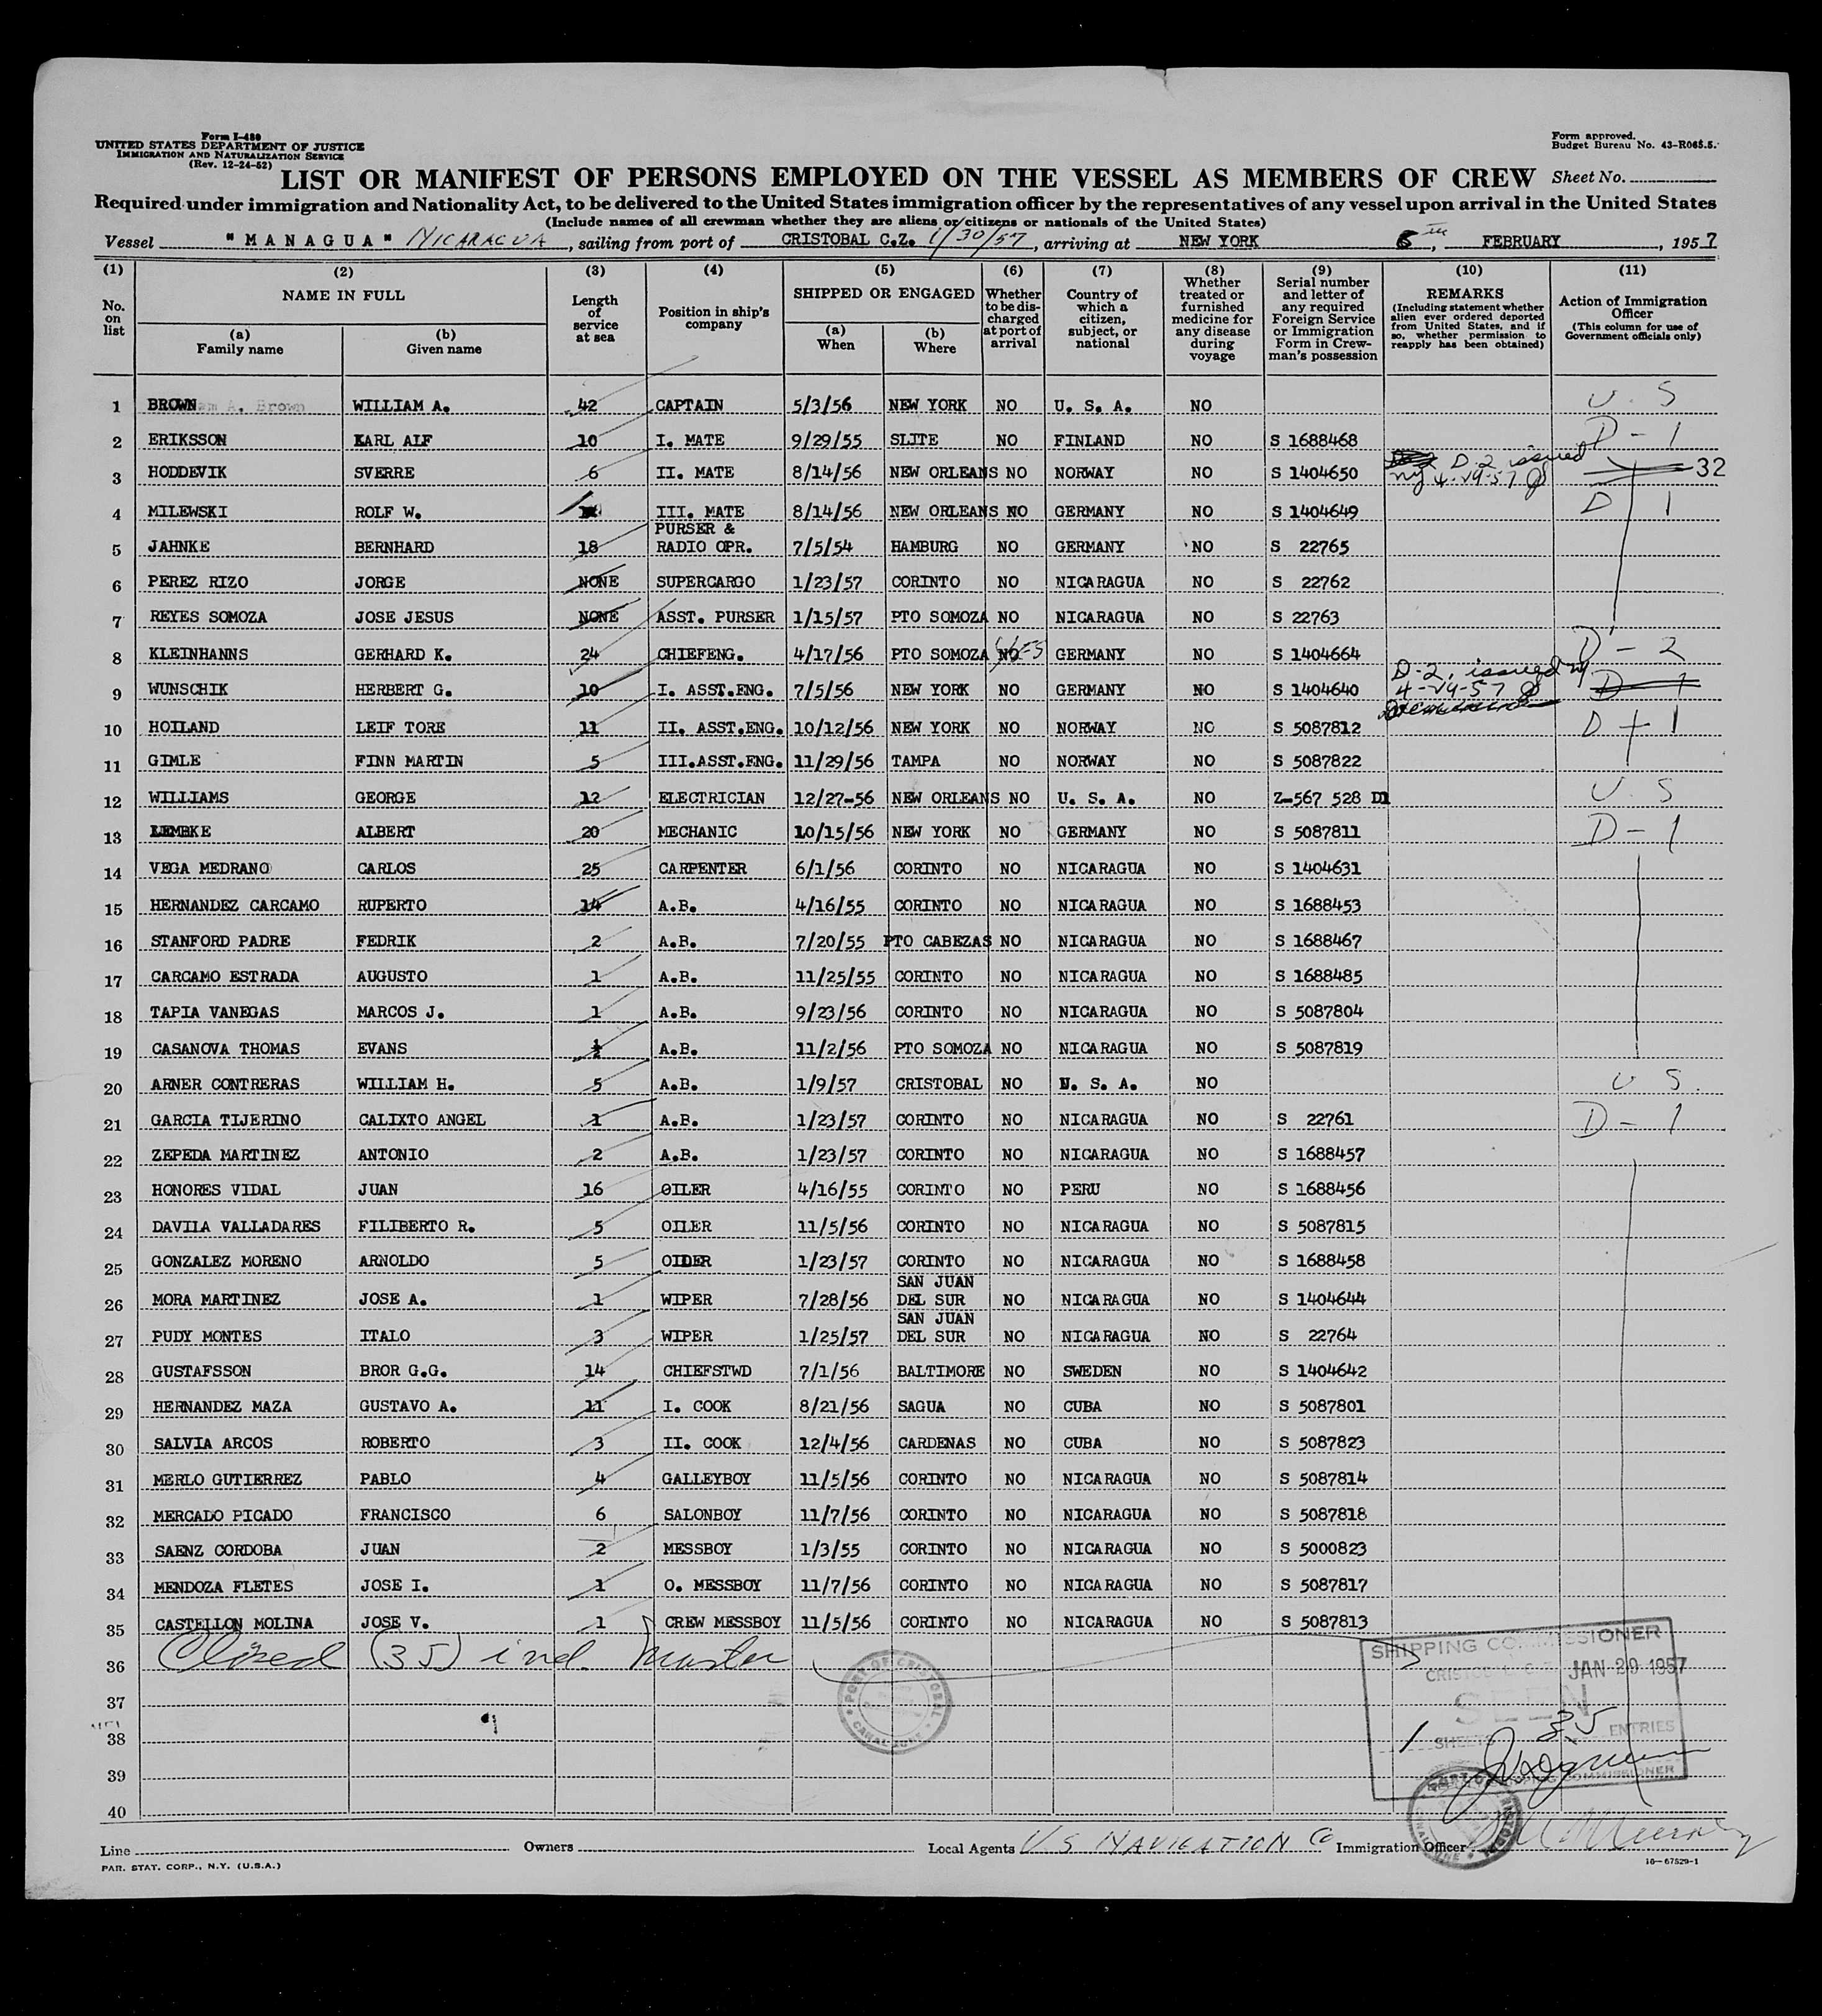 Form I-480
UNITED STATES DEPARTMENT OF JUSTICE
IMMIGRATION AND NATURALIZATION SERVICE
(Rev. 12-24-52)
Form approved.
Budget Bureau No. 43-R065.5.
LIST OR MANIFEST OF PERSONS EMPLOYED ON THE VESSEL AS MEMBERS OF CREW Sheet No.
Required under immigration and Nationality Act, to be delivered to the United States immigration officer by the representatives of any vessel upon arrival in the United States
(Include names of all crewman whether they are aliens or citizens or nationals of the United States)
Vessel "MANAGUA" NICARAGUA, sailing from port of CRISTOBAL C.Z. 1/30/57, arriving at NEW YORK 6th, FEBRUARY, 1957
(1) No. on list
(2) NAME IN FULL
(a) Family name
(b) Given name
(3) Length of service at sea
(4) Position in ship's company
(5) SHIPPED OR ENGAGED
(a) When
(b) Where
(6) Whether to be discharged at port of arrival
(7) Country of which a citizen, subject, or national
(8) Whether treated or furnished medicine for any disease during voyage
(9) Serial number and letter of any required Foreign Service or Immigration Form in Crewman's possession
(10) REMARKS (Including statement whether alien ever ordered deported from United States, and if so, whether permission to reapply has been obtained)
(11) Action of Immigration Officer (This column for use of Government officials only)
1 BROWN WILLIAM A. 42 CAPTAIN 5/3/56 NEW YORK NO U. S. A. NO U.S
2 ERIKSSON KARL ALF 10 I. MATE 9/29/55 SLITE NO FINLAND NO S 1688468 D-1
3 HODDEVIK SVERRE 6 II. MATE 8/14/56 NEW ORLEANS NO NORWAY NO S 1404650 D-2 issued ny 4-19-57 32
4 MILEWSKI ROLF W. III. MATE 8/14/56 NEW ORLEANS NO GERMANY NO S 1404649 D 1
5 JAHNKE BERNHARD 18 PURSER & RADIO OPR. 7/5/54 HAMBURG NO GERMANY NO S 22765
6 PEREZ RIZO JORGE NONE SUPERCARGO 1/23/57 CORINTO NO NICARAGUA NO S 22762
7 REYES SOMOZA JOSE JESUS NONE ASST. PURSER 1/15/57 PTO SOMOZA NO NICARAGUA NO S 22763
8 KLEINHANNS GERHARD K. 24 CHIEFENG. 4/17/56 PTO SOMOZA NO YES GERMANY NO S 1404664 D-2
9 WUNSCHIK HERBERT G. 10 I. ASST.ENG. 7/5/56 NEW YORK NO GERMANY NO S 1404640 D-2 issued ny 4-19-57 D 1
10 HOILAND LEIF TORE 11 II. ASST.ENG. 10/12/56 NEW YORK NO NORWAY NO S 5087812 D 1
11 GIMLE FINN MARTIN 5 III.ASST.ENG. 11/29/56 TAMPA NO NORWAY NO S 5087822
12 WILLIAMS GEORGE 12 ELECTRICIAN 12/27-56 NEW ORLEANS NO U. S. A. NO Z-567 528 D1 U.S
13 LEMBKE ALBERT 20 MECHANIC 10/15/56 NEW YORK NO GERMANY NO S 5087811 D-1
14 VEGA MEDRANO CARLOS 25 CARPENTER 6/1/56 CORINTO NO NICARAGUA NO S 1404631
15 HERNANDEZ CARCAMO RUPERTO 14 A.B. 4/16/55 CORINTO NO NICARAGUA NO S 1688453
16 STANFORD PADRE FEDRIK 2 A.B. 7/20/55 PTO CABEZAS NO NICARAGUA NO S 1688467
17 CARCAMO ESTRADA AUGUSTO 1 A.B. 11/25/55 CORINTO NO NICARAGUA NO S 1688485
18 TAPIA VANEGAS MARCOS J. 1 A.B. 9/23/56 CORINTO NO NICARAGUA NO S 5087804
19 CASANOVA THOMAS EVANS ½ A.B. 11/2/56 PTO SOMOZA NO NICARAGUA NO S 5087819
20 ARNER CONTRERAS WILLIAM H. 5 A.B. 1/9/57 CRISTOBAL NO U. S. A. NO U S.
21 GARCIA TIJERINO CALIXTO ANGEL 1 A.B. 1/23/57 CORINTO NO NICARAGUA NO S 22761 D-1
22 ZEPEDA MARTINEZ ANTONIO 2 A.B. 1/23/57 CORINTO NO NICARAGUA NO S 1688457
23 HONORES VIDAL JUAN 16 OILER 4/16/55 CORINTO NO PERU NO S 1688456
24 DAVILA VALLADARES FILIBERTO R. 5 OILER 11/5/56 CORINTO NO NICARAGUA NO S 5087815
25 GONZALEZ MORENO ARNOLDO 5 OILER 1/23/57 CORINTO NO NICARAGUA NO S 1688458
26 MORA MARTINEZ JOSE A. 1 WIPER 7/28/56 SAN JUAN DEL SUR NO NICARAGUA NO S 1404644
27 PUDY MONTES ITALO 3 WIPER 1/25/57 SAN JUAN DEL SUR NO NICARAGUA NO S 22764
28 GUSTAFSSON BROR G.G. 14 CHIEFSTWD 7/1/56 BALTIMORE NO SWEDEN NO S 1404642
29 HERNANDEZ MAZA GUSTAVO A. 11 I. COOK 8/21/56 SAGUA NO CUBA NO S 5087801
30 SALVIA ARCOS ROBERTO 3 II. COOK 12/4/56 CARDENAS NO CUBA NO S 5087823
31 MERLO GUTIERREZ PABLO 4 GALLEYBOY 11/5/56 CORINTO NO NICARAGUA NO S 5087814
32 MERCADO PICADO FRANCISCO 6 SALONBOY 11/7/56 CORINTO NO NICARAGUA NO S 5087818
33 SAENZ CORDOBA JUAN 2 MESSBOY 1/3/55 CORINTO NO NICARAGUA NO S 5000823
34 MENDOZA FLETES JOSE I. 1 O. MESSBOY 11/7/56 CORINTO NO NICARAGUA NO S 5087817
35 CASTELLON MOLINA JOSE V. 1 CREW MESSBOY 11/5/56 CORINTO NO NICARAGUA NO S 5087813
36 Closed (35) incl. Master
37
38
39
40
PORT OF CRISTOBAL
CANAL ZONE
SHIPPING COMMISSIONER
CRISTOBAL C.Z. JAN 30 1957
SEEN
1 SHEETS 35 ENTRIES
SHIPPING COMMISSIONER
Line Owners Local Agents U S NAVIGATION Co Immigration Officer
PAR. STAT. CORP., N.Y. (U.S.A.)
16-67529-1